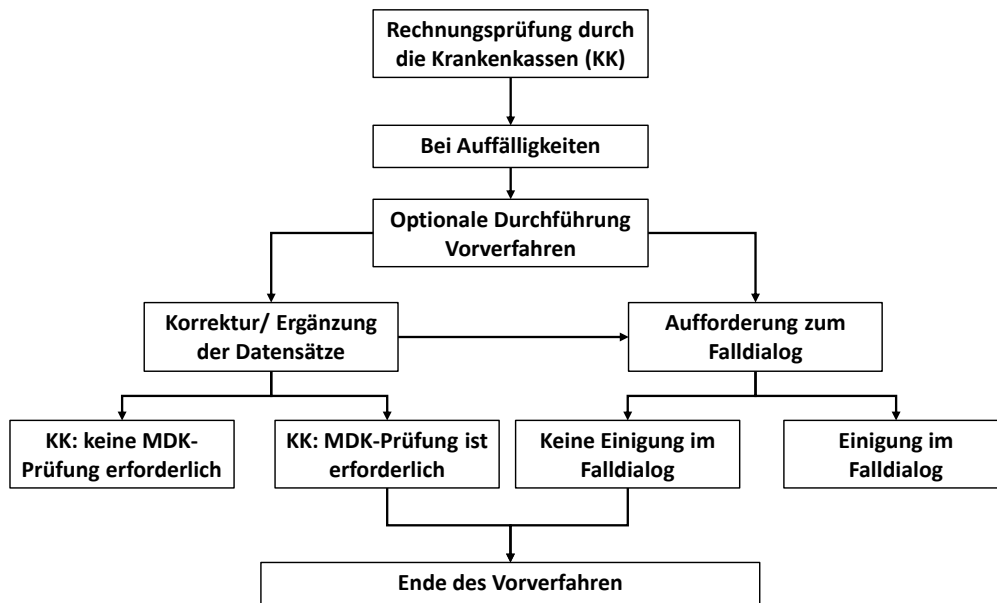 Rechnungsprüfung durch
die Krankenkassen (KK)
Bei Auffälligkeiten
Optionale Durchführung
Vorverfahren
Korrektur/ Ergänzung
der Datensätze
Aufforderung zum
Falldialog
KK: keine MDK-
Prüfung erforderlich
KK: MDK-Prüfung ist
erforderlich
Keine Einigung im
Falldialog
Einigung im
Falldialog
Ende des Vorverfahren